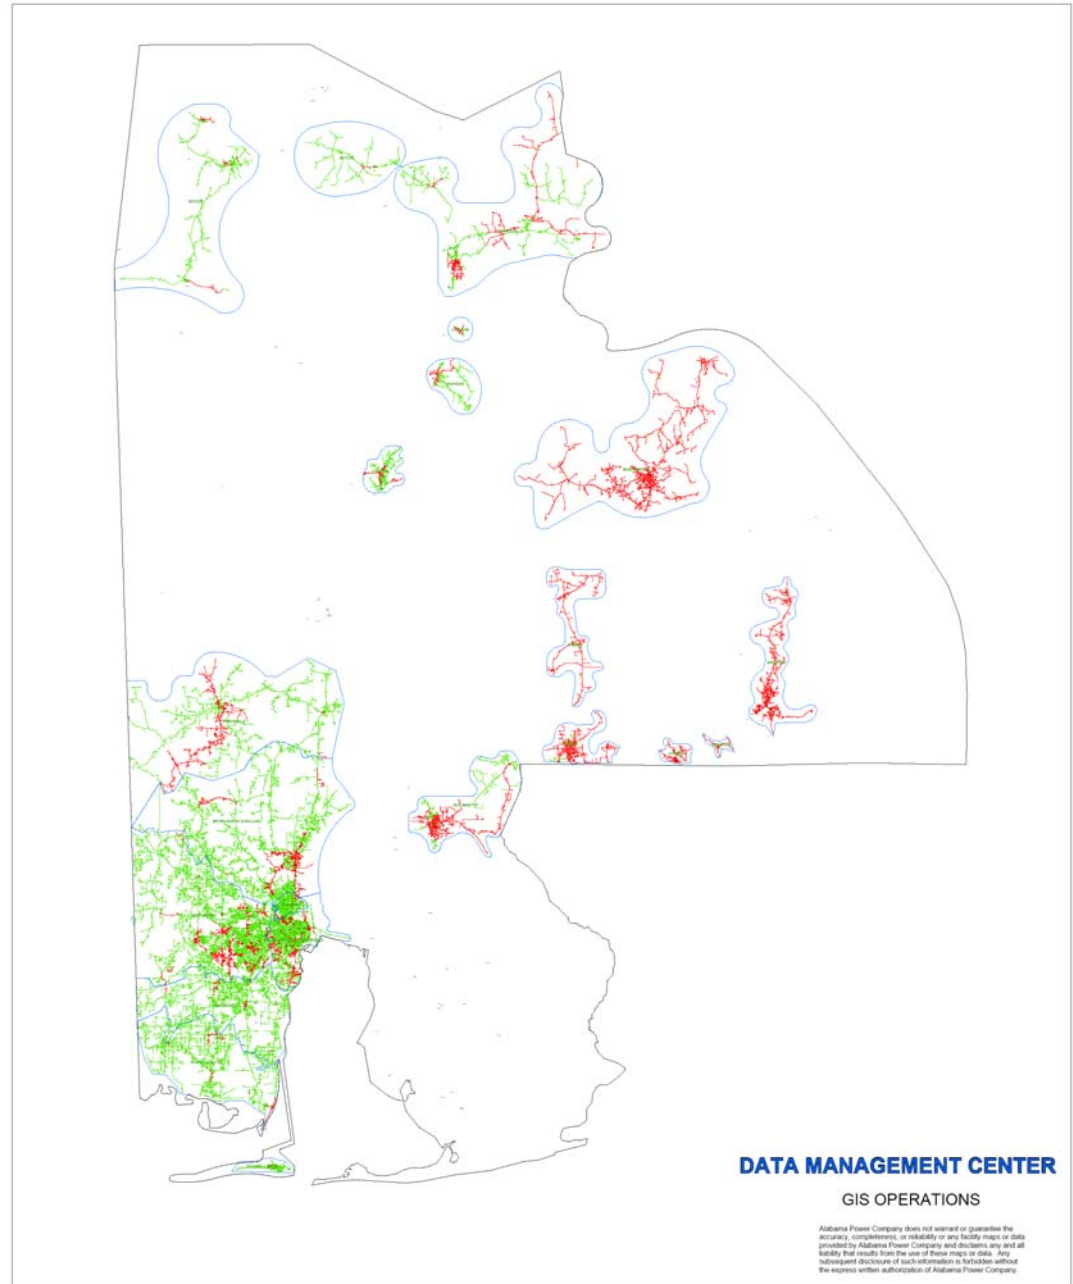 DATA MANAGEMENT CENTER
GIS OPERATIONS
Alabama Power Company does not warrant or guarantee the
accuracy, completeness, or reliability or any facility maps or data
provided by Alabama Power Company and disclaims any and all
liability that results from the use of these maps or data. Any
subsequent disclosure of such information is forbidden without
the express written authorization of Alabama Power Company.